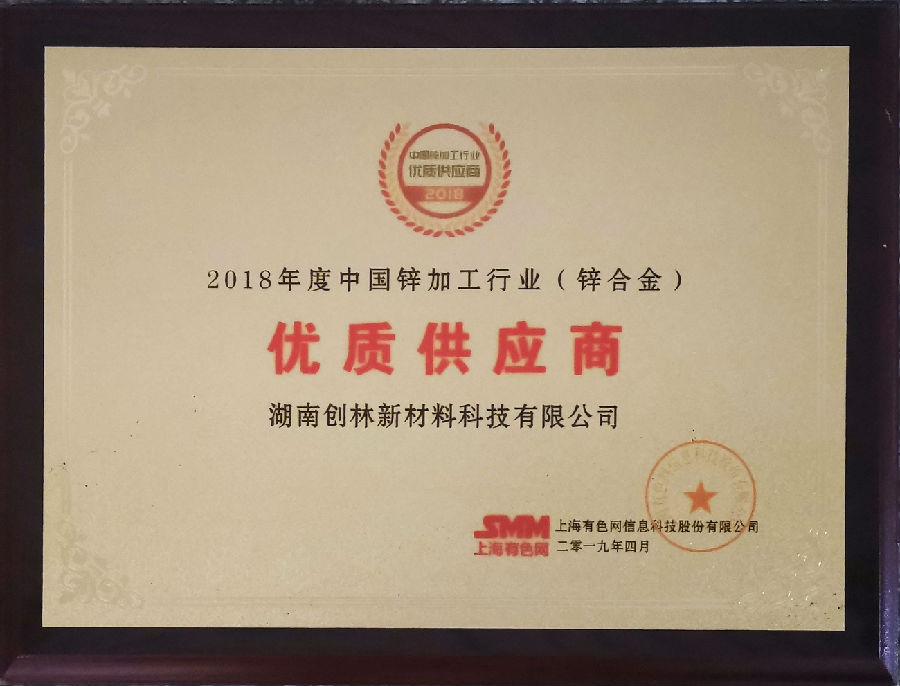 中国锌加工行业
优质供应商
2018
2018年度中国锌加工行业（锌合金）
优质供应商
湖南创林新材料科技有限公司
SMM
上海有色网
上海有色网信息科技股份有限公司
二零一九年四月